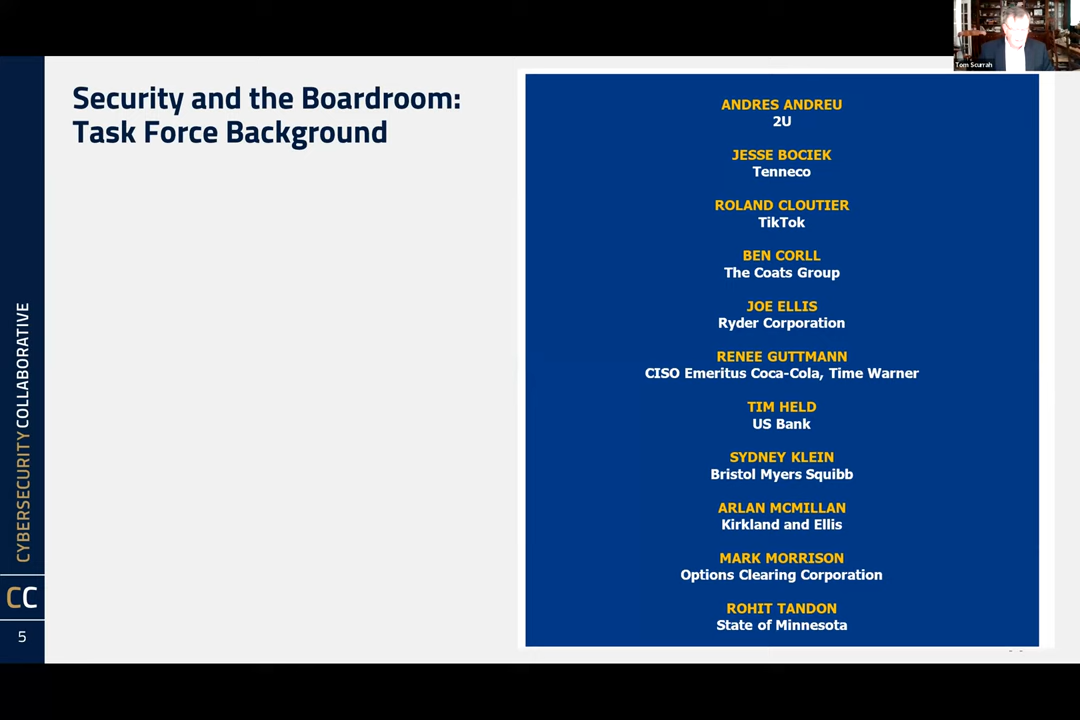 Tom Scurrah
Security and the Boardroom:
Task Force Background
ANDRES ANDREU
2U
JESSE BOCIEK
Tenneco
ROLAND CLOUTIER
TikTok
BEN CORLL
The Coats Group
JOE ELLIS
Ryder Corporation
RENEE GUTTMANN
CISO Emeritus Coca-Cola, Time Warner
TIM HELD
US Bank
SYDNEY KLEIN
Bristol Myers Squibb
ARLAN MCMILLAN
Kirkland and Ellis
MARK MORRISON
Options Clearing Corporation
ROHIT TANDON
State of Minnesota
CYBERSECURITY COLLABORATIVE
CC
5